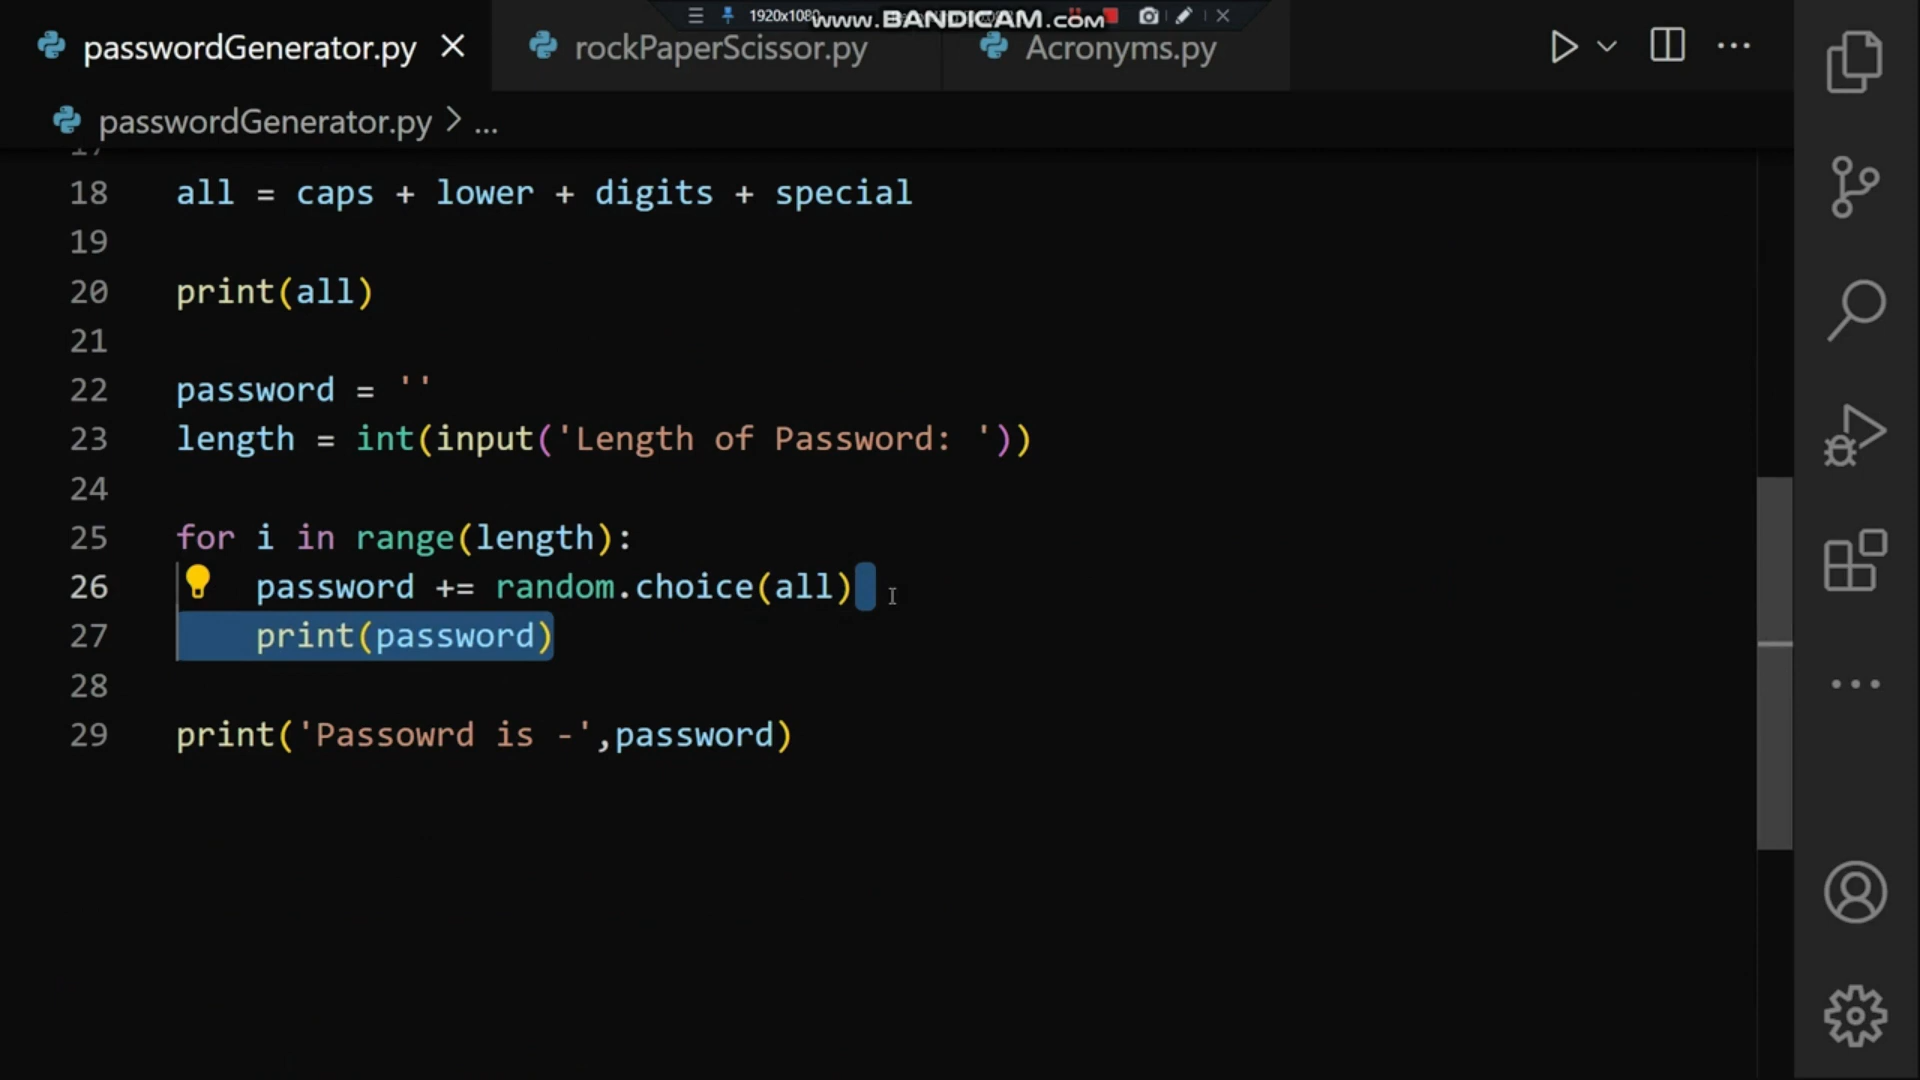 1920x1080
www.BANDICAM.com
passwordGenerator.py
rockPaperScissor.py
Acronyms.py
passwordGenerator.py > ...
18 all = caps + lower + digits + special
19
20 print(all)
21
22 password = ''
23 length = int(input('Length of Password: '))
24
25 for i in range(length):
26     password += random.choice(all)
27     print(password)
28
29 print('Passowrd is -',password)